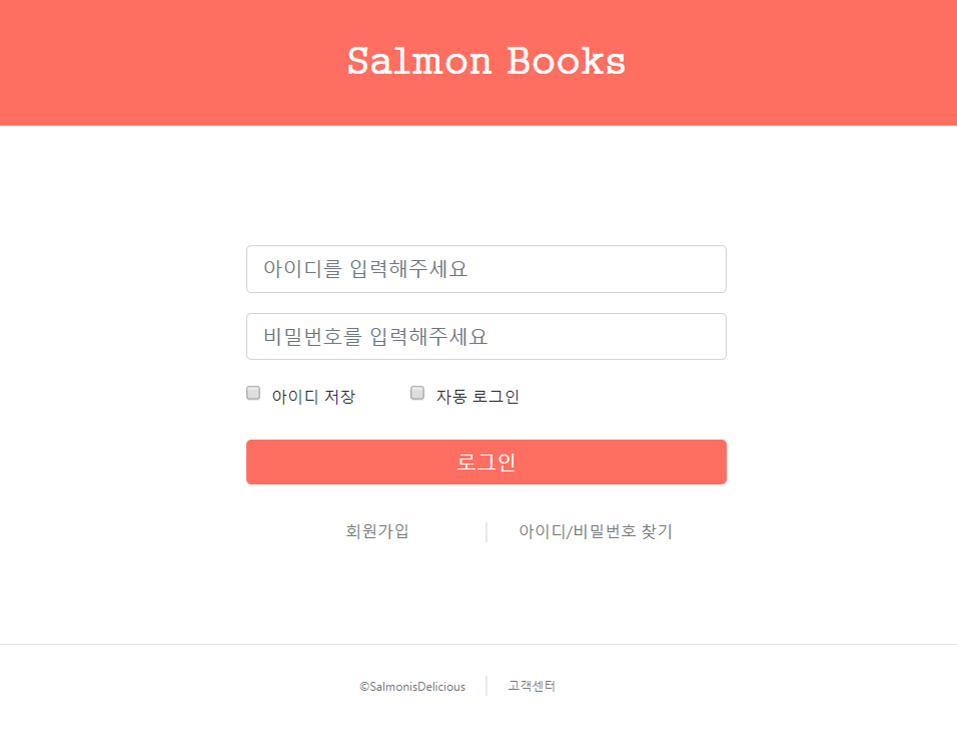 Salmon Books
아이디를 입력해주세요
비밀번호를 입력해주세요
아이디 저장 자동 로그인
로그인
회원가입 아이디/비밀번호 찾기
©SalmonisDelicious 고객센터